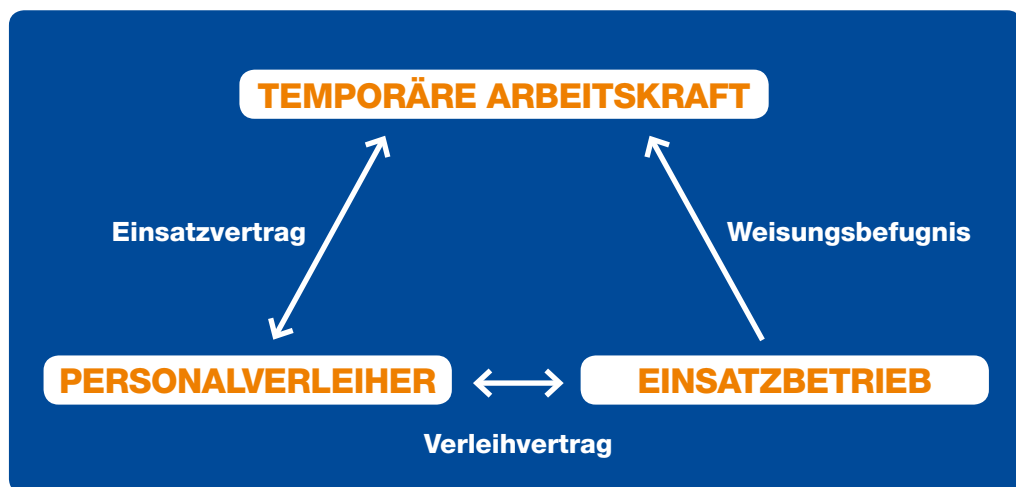 TEMPORÄRE ARBEITSKRAFT
Einsatzvertrag
Weisungsbefugnis
PERSONALVERLEIHER
EINSATZBETRIEB
Verleihvertrag